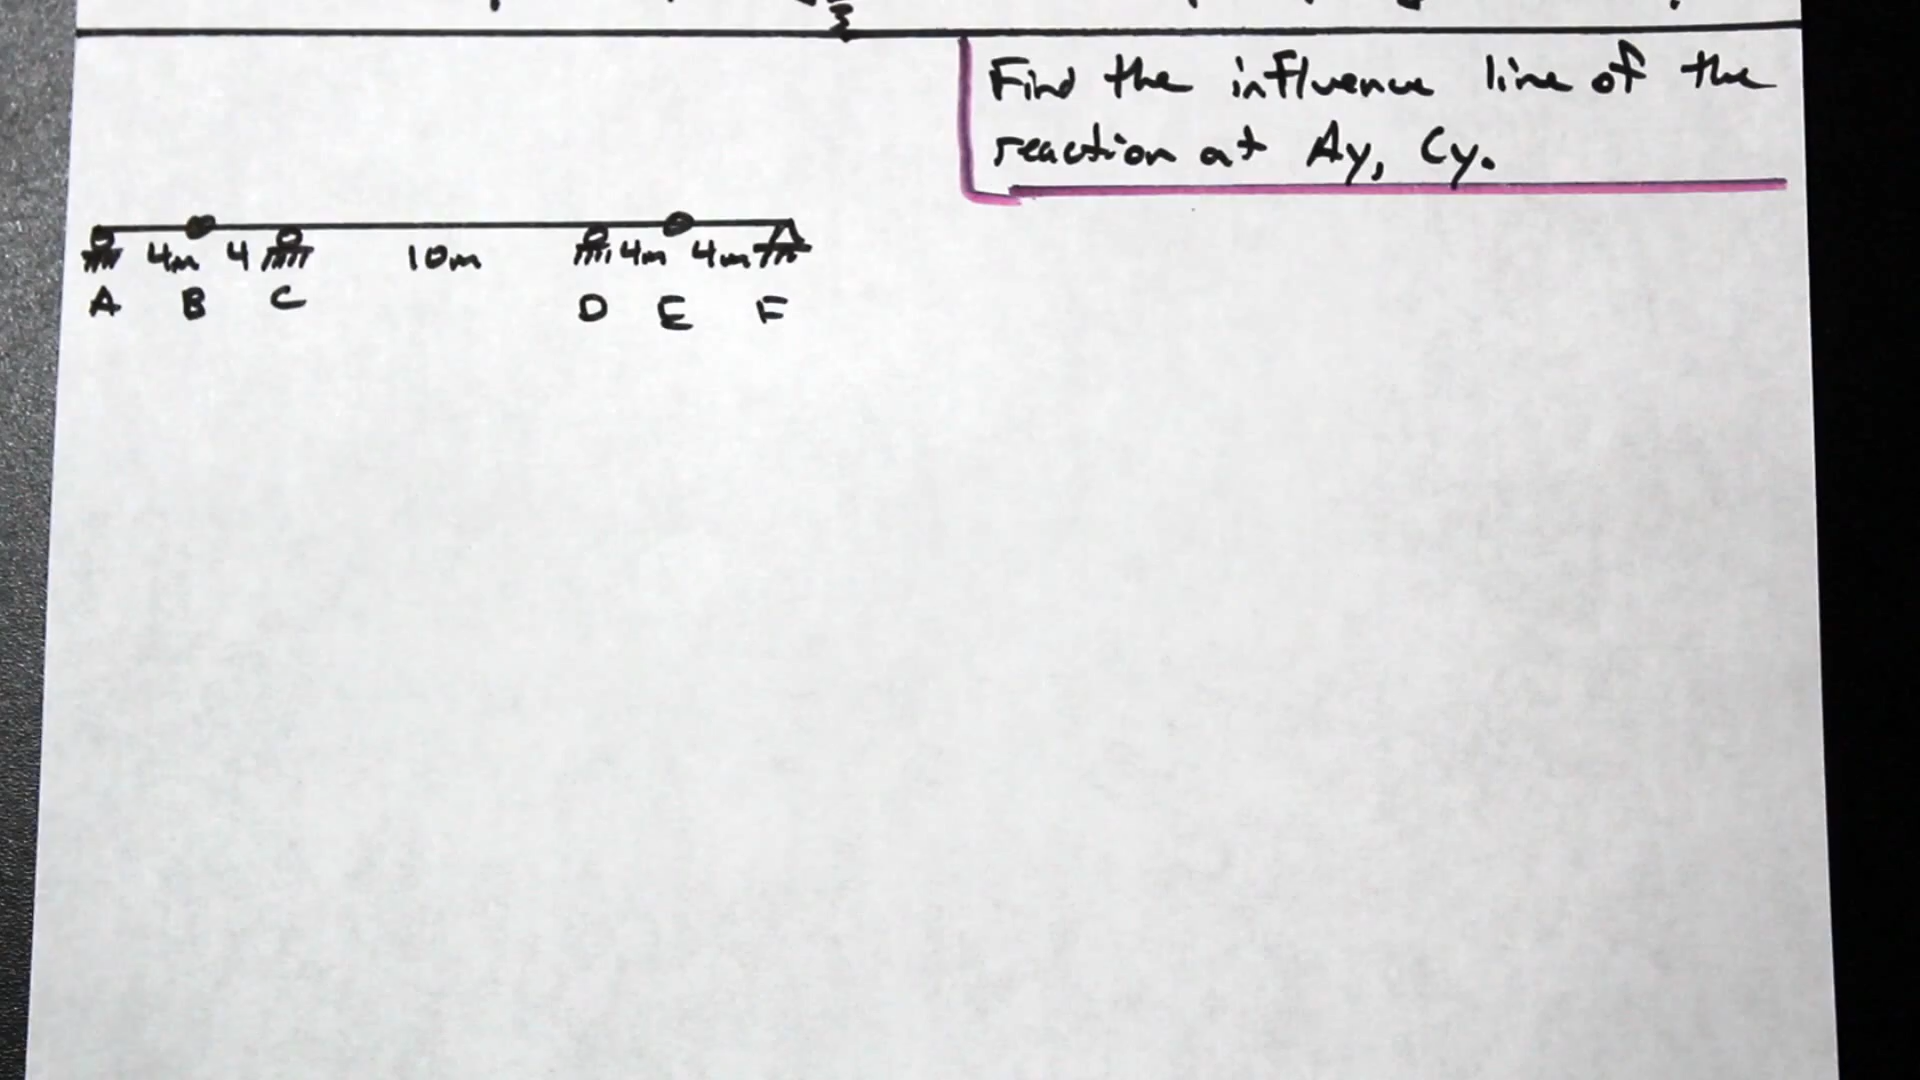 Find the influence line of the
reaction at Ay, Cy.
4m 4 10m 4m 4m
A B C D E F